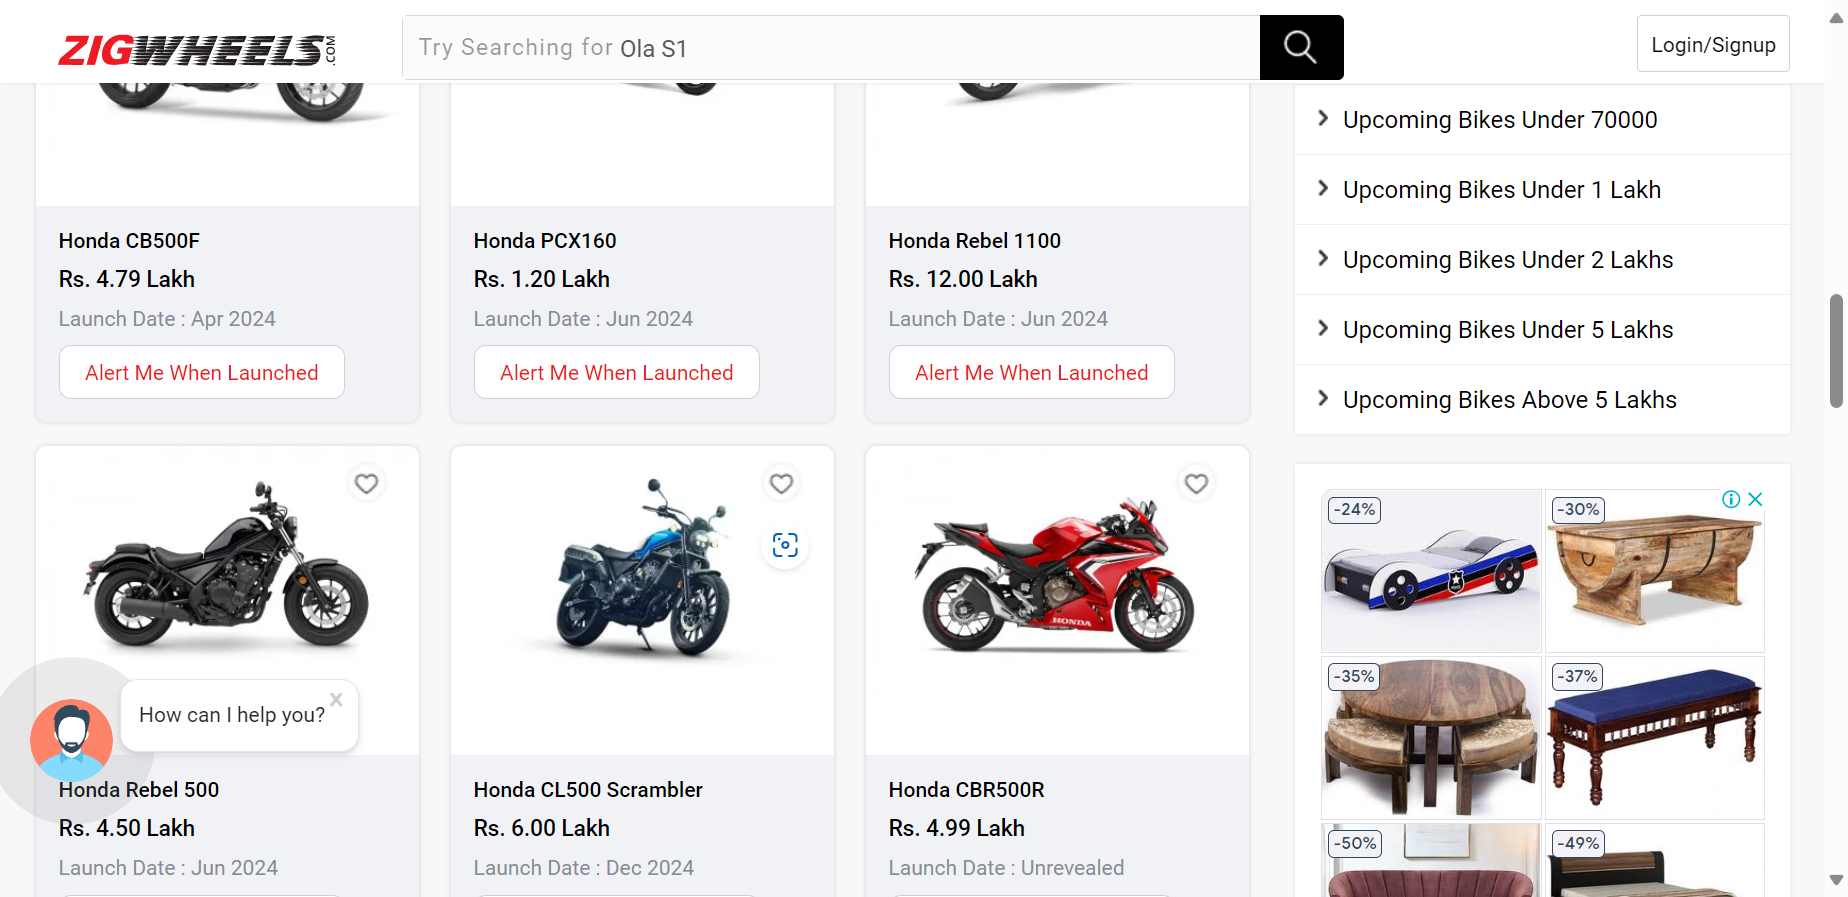 ZIGWHEELS.COM
Try Searching for Ola S1
Login/Signup
Honda CB500F
Rs. 4.79 Lakh
Launch Date : Apr 2024
Alert Me When Launched
Honda PCX160
Rs. 1.20 Lakh
Launch Date : Jun 2024
Alert Me When Launched
Honda Rebel 1100
Rs. 12.00 Lakh
Launch Date : Jun 2024
Alert Me When Launched
Upcoming Bikes Under 70000
Upcoming Bikes Under 1 Lakh
Upcoming Bikes Under 2 Lakhs
Upcoming Bikes Under 5 Lakhs
Upcoming Bikes Above 5 Lakhs
HONDA
How can I help you?
Honda Rebel 500
Rs. 4.50 Lakh
Launch Date : Jun 2024
Honda CL500 Scrambler
Rs. 6.00 Lakh
Launch Date : Dec 2024
Honda CBR500R
Rs. 4.99 Lakh
Launch Date : Unrevealed
-24%
-30%
-35%
-37%
-50%
-49%